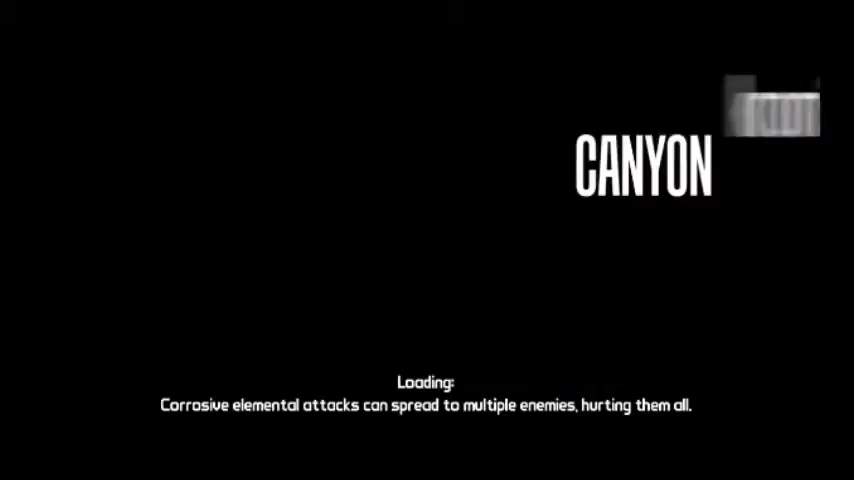 CANYON
Loading:
Corrosive elemental attacks can spread to multiple enemies, hurting them all.